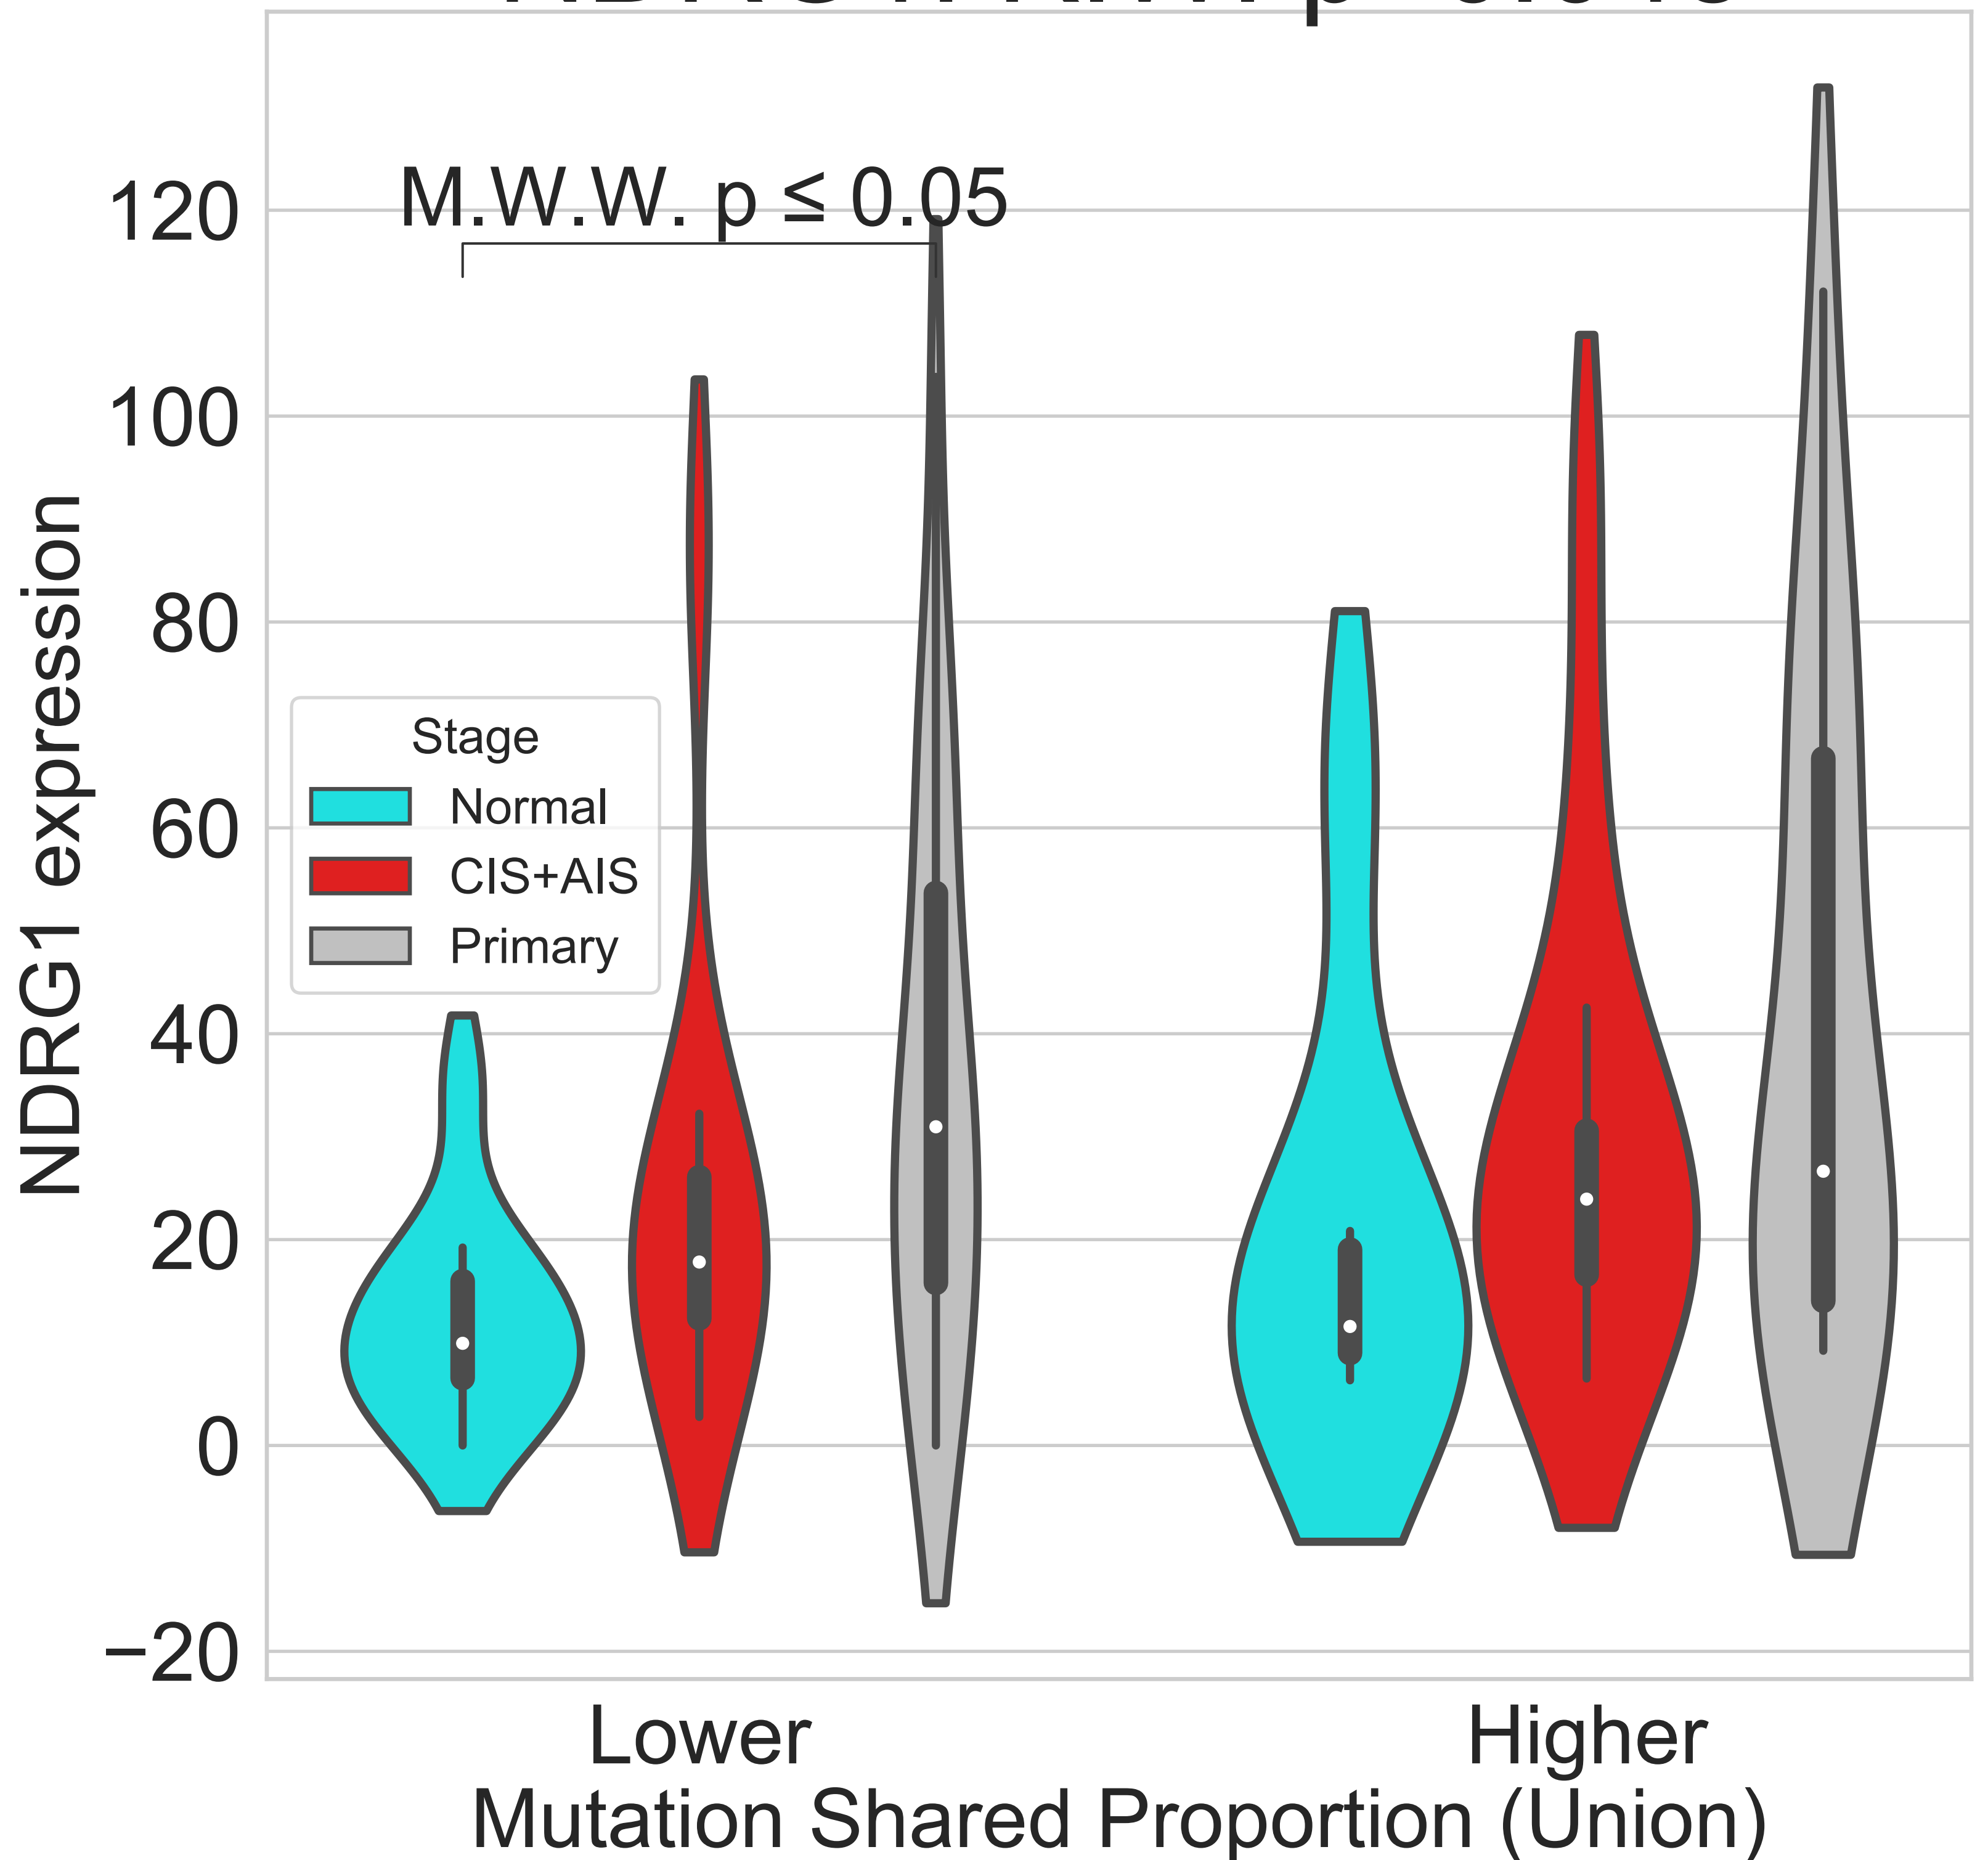 120
100
80
60
40
20
0
−20
NDRG1 expression
M.W.W. p ≤ 0.05
Stage
Normal
CIS+AIS
Primary
Lower
Higher
Mutation Shared Proportion (Union)